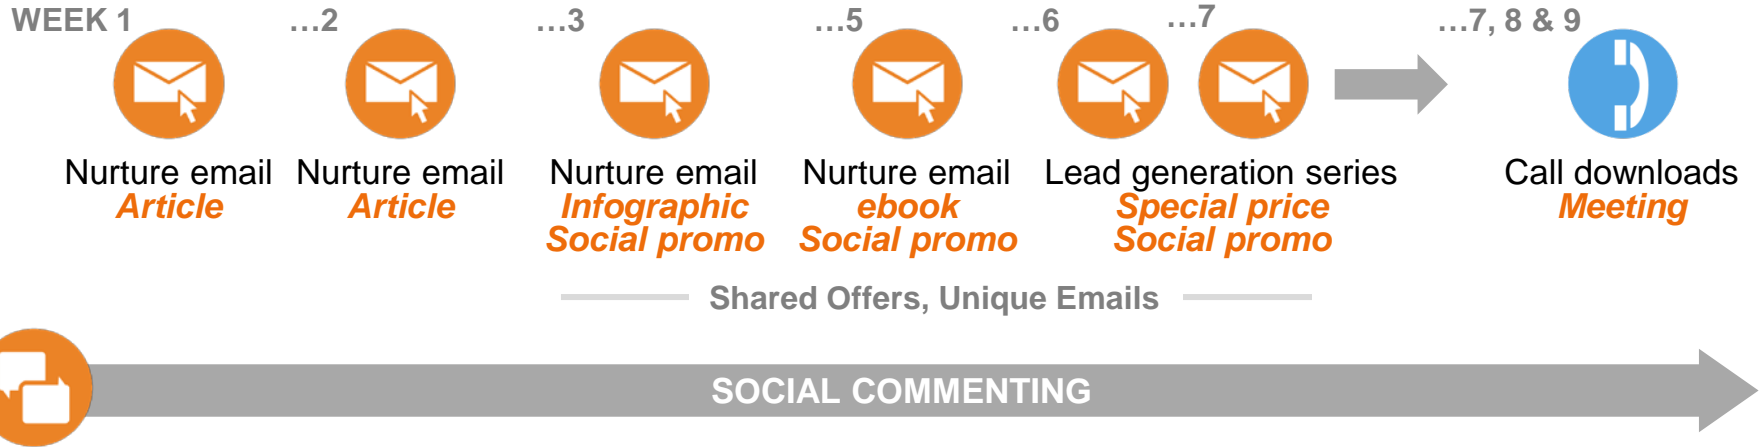 WEEK 1
…2
…3
…5
…6
…7
…7, 8 & 9
Nurture email
Article
Nurture email
Article
Nurture email
Infographic
Social promo
Nurture email
ebook
Social promo
Lead generation series
Special price
Social promo
Call downloads
Meeting
Shared Offers, Unique Emails
SOCIAL COMMENTING